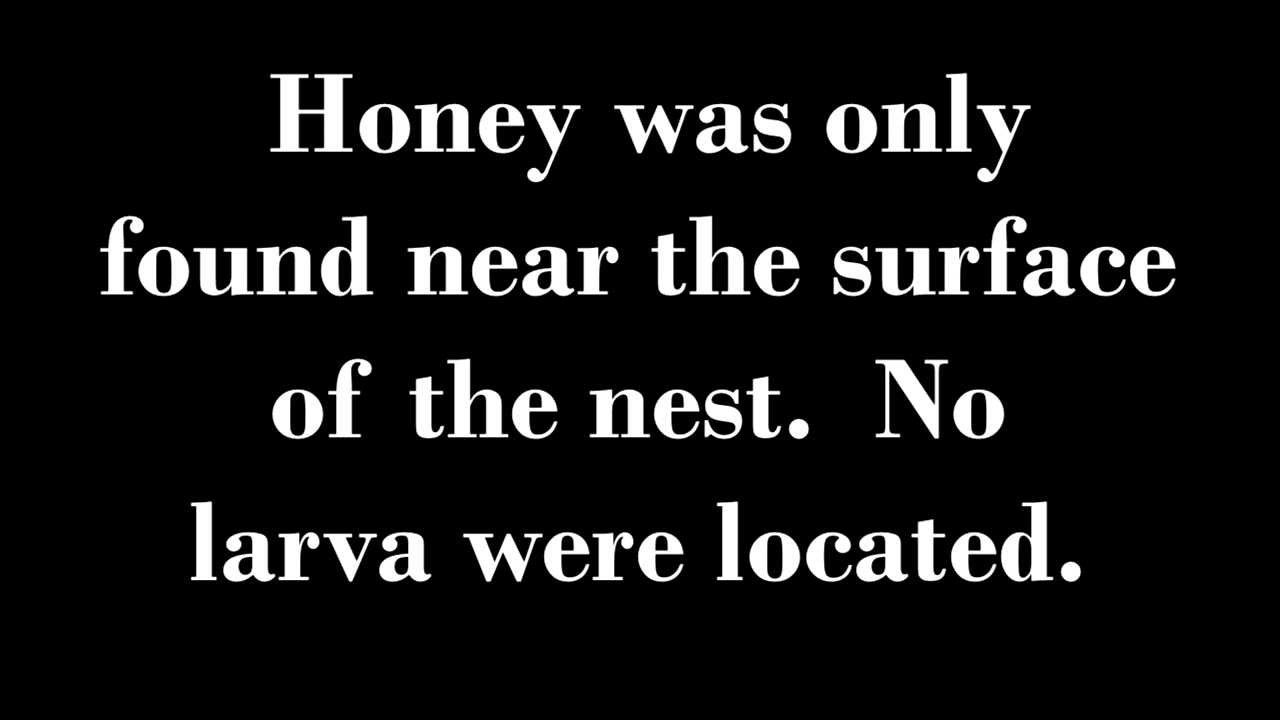 Honey was only
found near the surface
of the nest.  No
larva were located.